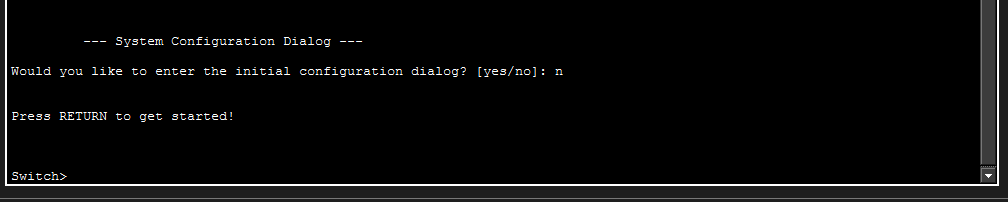 --- System Configuration Dialog ---
Would you like to enter the initial configuration dialog? [yes/no]: n
Press RETURN to get started!
Switch>